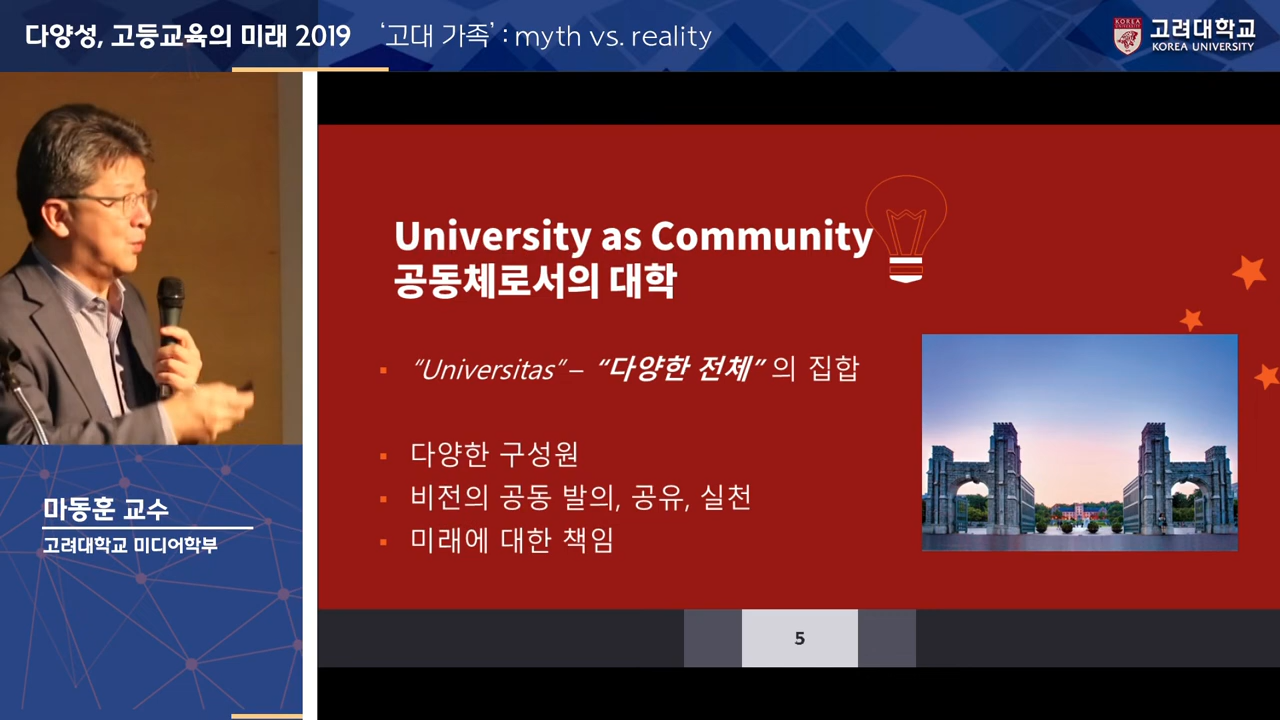 다양성, 고등교육의 미래 2019 ‘고대 가족’ : myth vs. reality
KOREA
고려대학교
KOREA UNIVERSITY
University as Community
공동체로서의 대학
▪ “Universitas” – “다양한 전체” 의 집합
▪ 다양한 구성원
▪ 비전의 공동 발의, 공유, 실천
▪ 미래에 대한 책임
마동훈 교수
고려대학교 미디어학부
5